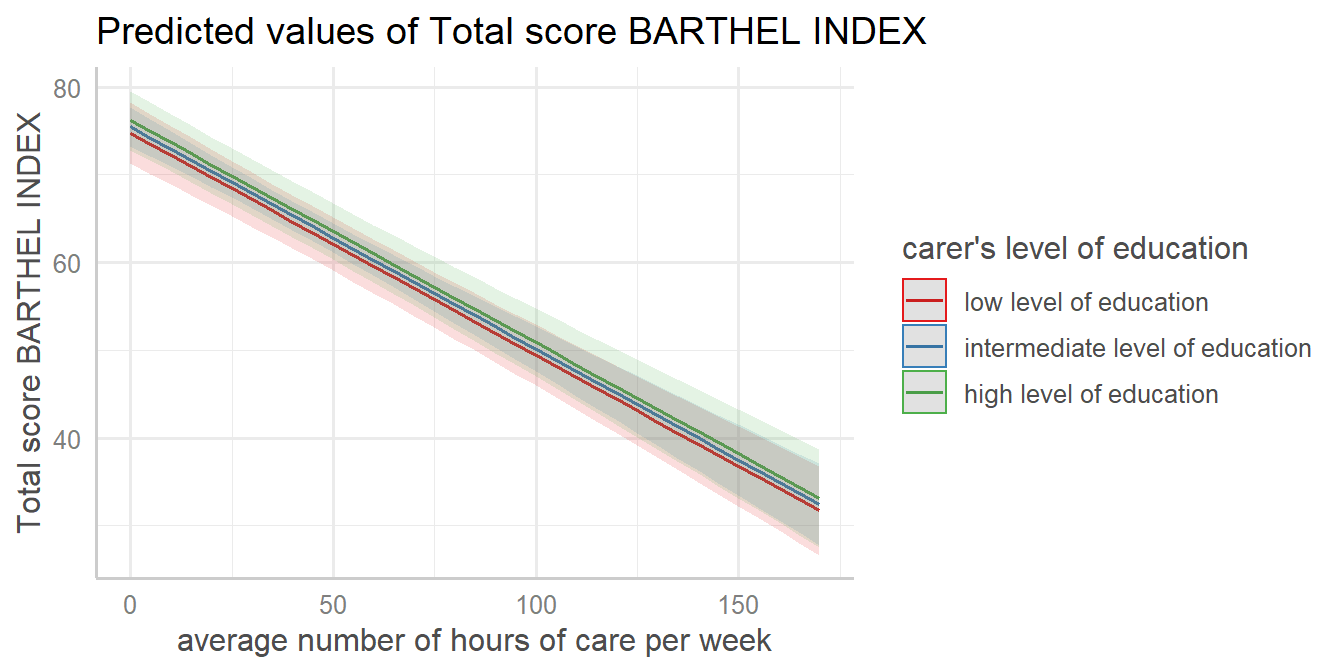 Predicted values of Total score BARTHEL INDEX
Total score BARTHEL INDEX
80
60
40
0
50
100
150
average number of hours of care per week
carer's level of education
low level of education
intermediate level of education
high level of education